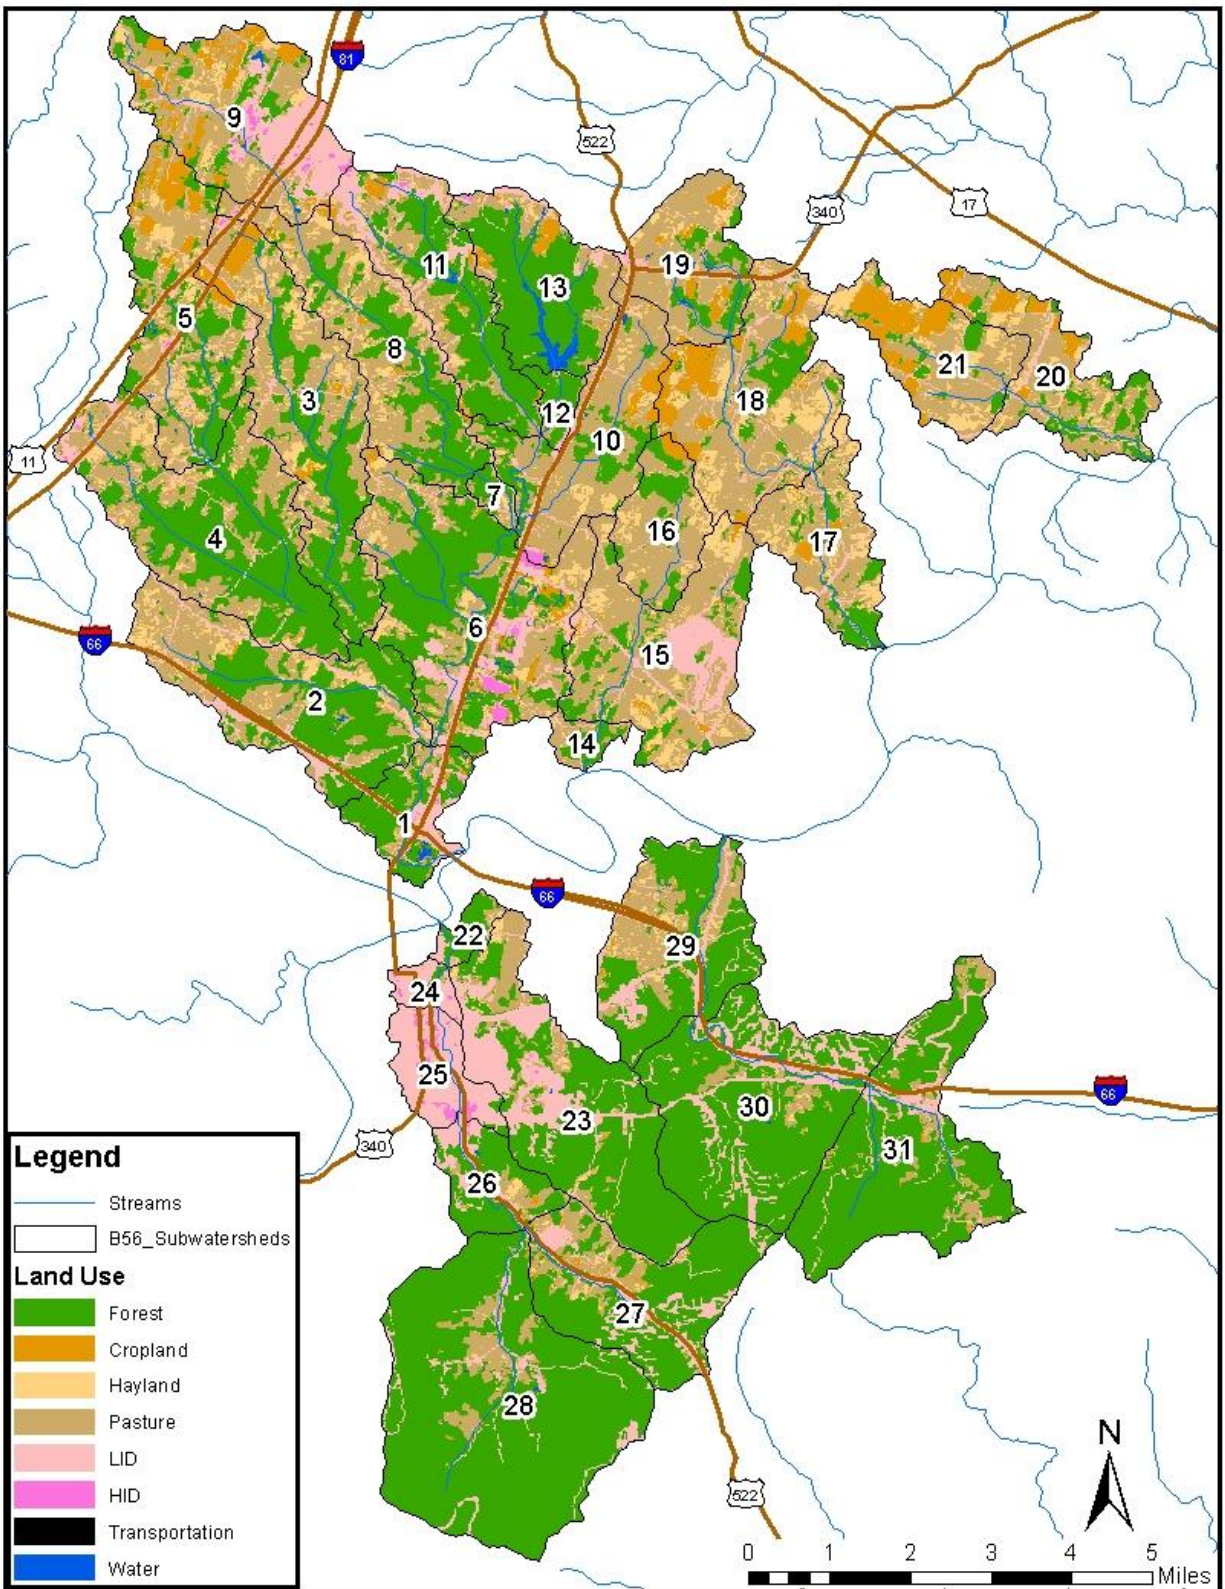 81
9
522
17
340
11
13
19
5
8
21
20
3
18
12
10
11
7
4
16
17
6
15
66
2
14
1
66
22
29
24
25
23
30
66
340
31
26
27
28
522
Legend
Streams
B56_Subwatersheds
Land Use
Forest
Cropland
Hayland
Pasture
LID
HID
Transportation
Water
N
0 1 2 3 4 5
Miles